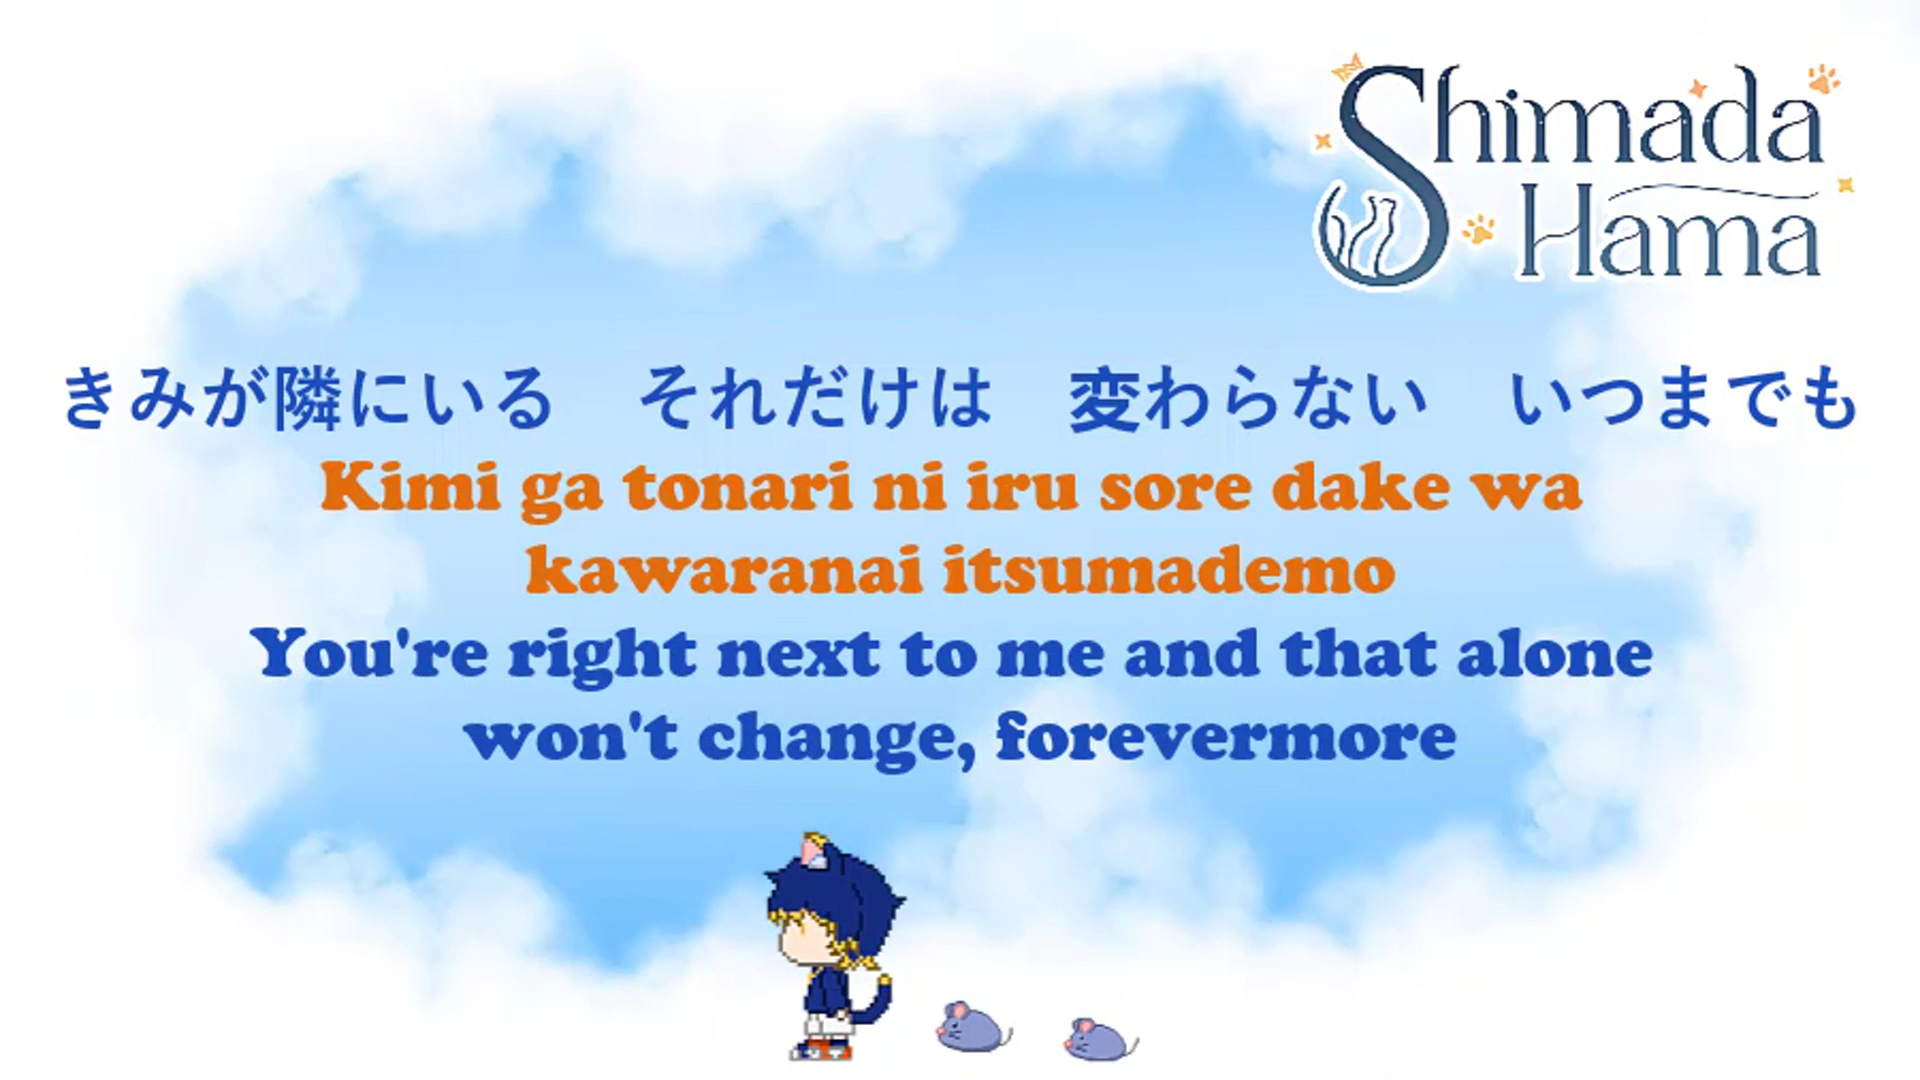 Shimada
Hama
きみが隣にいる　それだけは　変わらない　いつまでも
Kimi ga tonari ni iru sore dake wa
kawaranai itsumademo
You're right next to me and that alone
won't change, forevermore